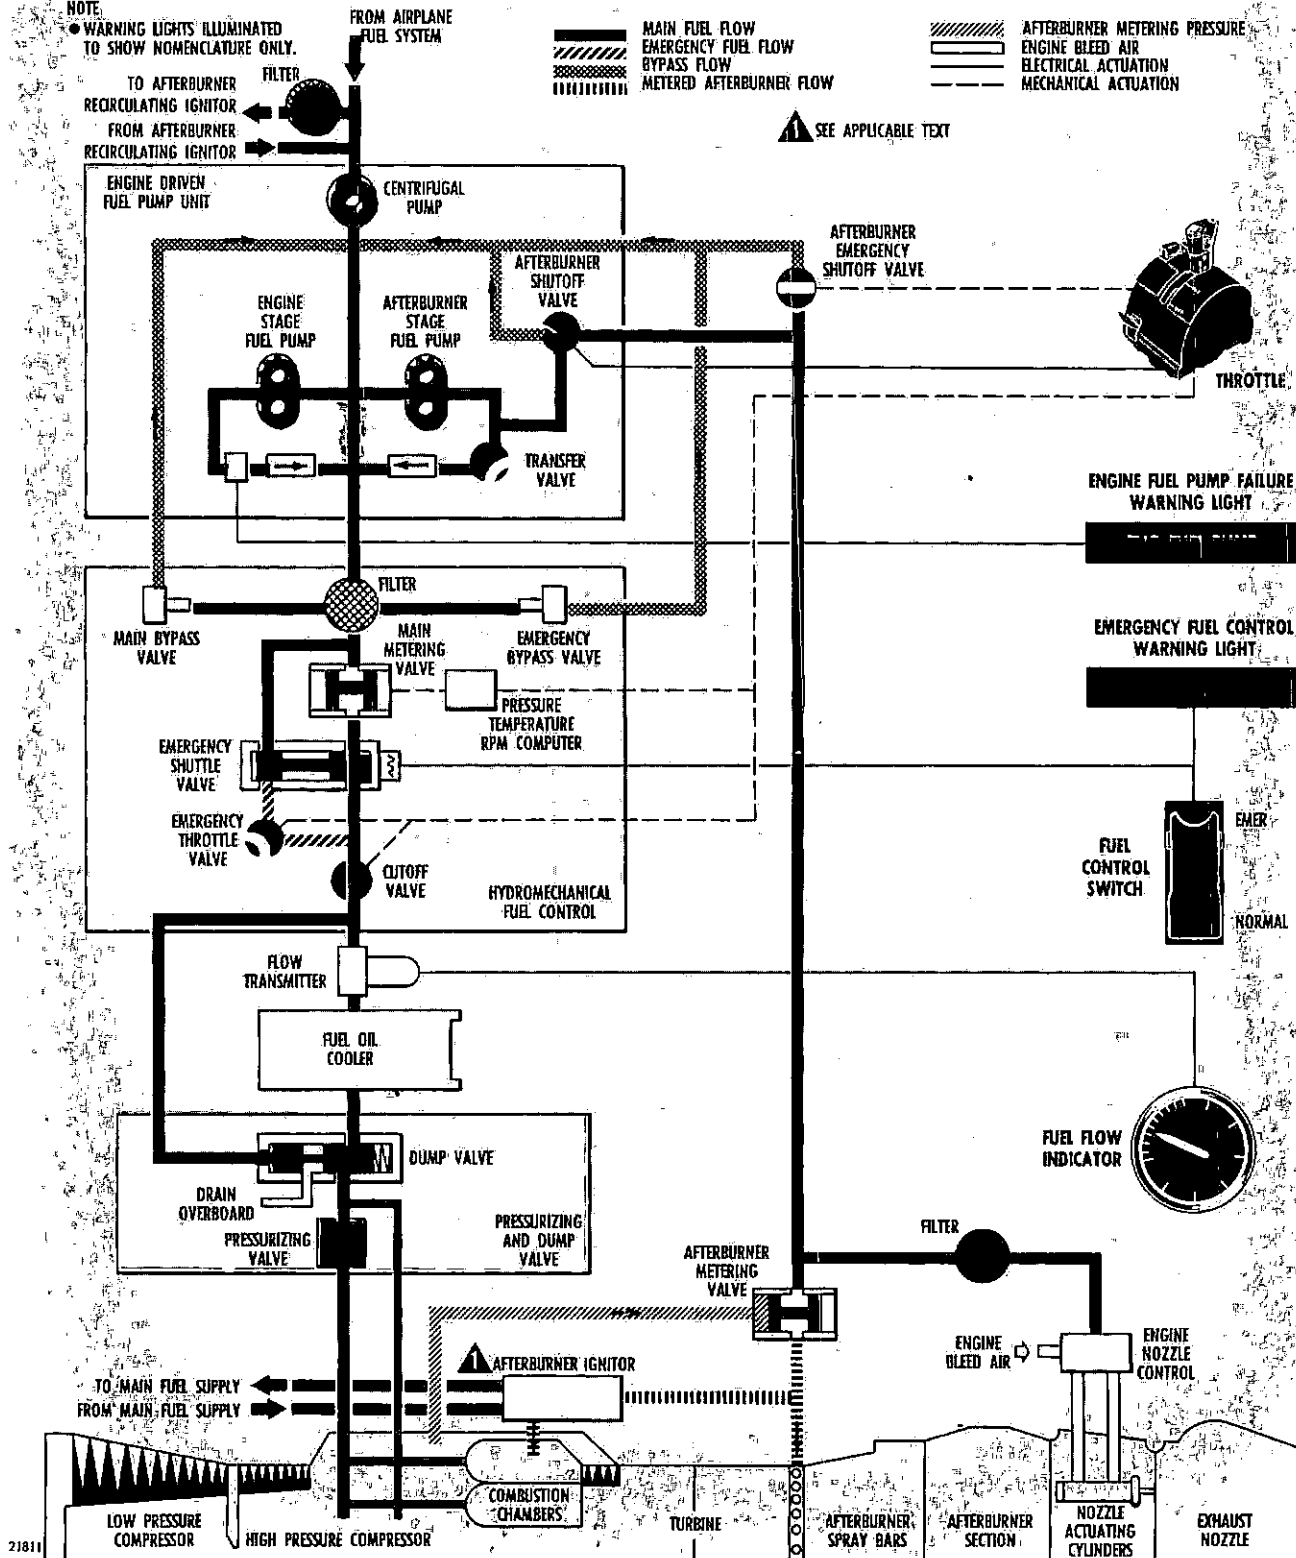 NOTE
● WARNING LIGHTS ILLUMINATED
TO SHOW NOMENCLATURE ONLY.
FROM AIRPLANE
FUEL SYSTEM
MAIN FUEL FLOW
EMERGENCY FUEL FLOW
BYPASS FLOW
METERED AFTERBURNER FLOW
AFTERBURNER METERING PRESSURE
ENGINE BLEED AIR
ELECTRICAL ACTUATION
MECHANICAL ACTUATION
1 SEE APPLICABLE TEXT
FILTER
TO AFTERBURNER
RECIRCULATING IGNITOR
FROM AFTERBURNER
RECIRCULATING IGNITOR
ENGINE DRIVEN
FUEL PUMP UNIT
CENTRIFUGAL
PUMP
AFTERBURNER
EMERGENCY
SHUTOFF VALVE
AFTERBURNER
SHUTOFF
VALVE
ENGINE
STAGE
FUEL PUMP
AFTERBURNER
STAGE
FUEL PUMP
THROTTLE
TRANSFER
VALVE
ENGINE FUEL PUMP FAILURE
WARNING LIGHT
FILTER
MAIN BYPASS
VALVE
MAIN
METERING
VALVE
EMERGENCY
BYPASS VALVE
EMERGENCY FUEL CONTROL
WARNING LIGHT
PRESSURE
TEMPERATURE
RPM COMPUTER
EMERGENCY
SHUTTLE
VALVE
EMERGENCY
THROTTLE
VALVE
CUTOFF
VALVE
HYDROMECHANICAL
FUEL CONTROL
EMER
FUEL
CONTROL
SWITCH
NORMAL
FLOW
TRANSMITTER
FUEL OIL
COOLER
DUMP VALVE
DRAIN
OVERBOARD
PRESSURIZING
VALVE
PRESSURIZING
AND DUMP
VALVE
FUEL FLOW
INDICATOR
AFTERBURNER
METERING
VALVE
FILTER
ENGINE
BLEED AIR
ENGINE
NOZZLE
CONTROL
1 AFTERBURNER IGNITOR
TO MAIN FUEL SUPPLY
FROM MAIN FUEL SUPPLY
LOW PRESSURE
COMPRESSOR
HIGH PRESSURE COMPRESSOR
COMBUSTION
CHAMBERS
TURBINE
AFTERBURNER
SPRAY BARS
AFTERBURNER
SECTION
NOZZLE
ACTUATING
CYLINDERS
EXHAUST
NOZZLE
21811